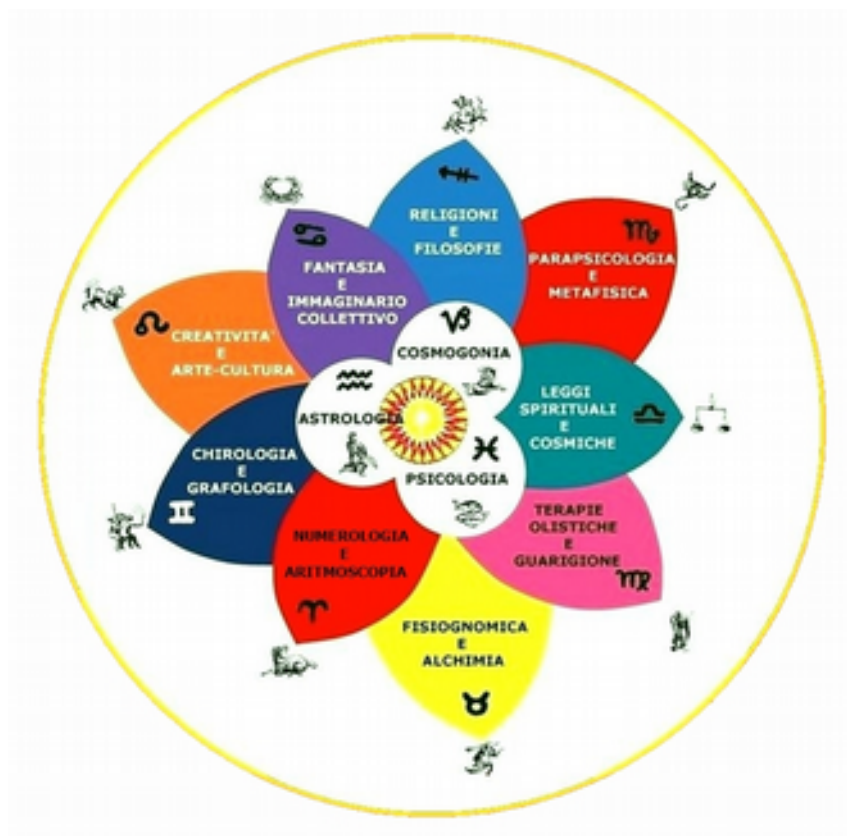 RELIGIONI
E
FILOSOFIE
PARAPSICOLOGIA
E
METAFISICA
FANTASIA
E
IMMAGINARIO
COLLETTIVO
CREATIVITA'
E
ARTE-CULTURA
COSMOGONIA
ASTROLOGIA
PSICOLOGIA
LEGGI
SPIRITUALI
E
COSMICHE
CHIROLOGIA
E
GRAFOLOGIA
TERAPIE
OLISTICHE
E
GUARIGIONE
NUMEROLOGIA
E
ARITMOSCOPIA
FISIOGNOMICA
E
ALCHIMIA